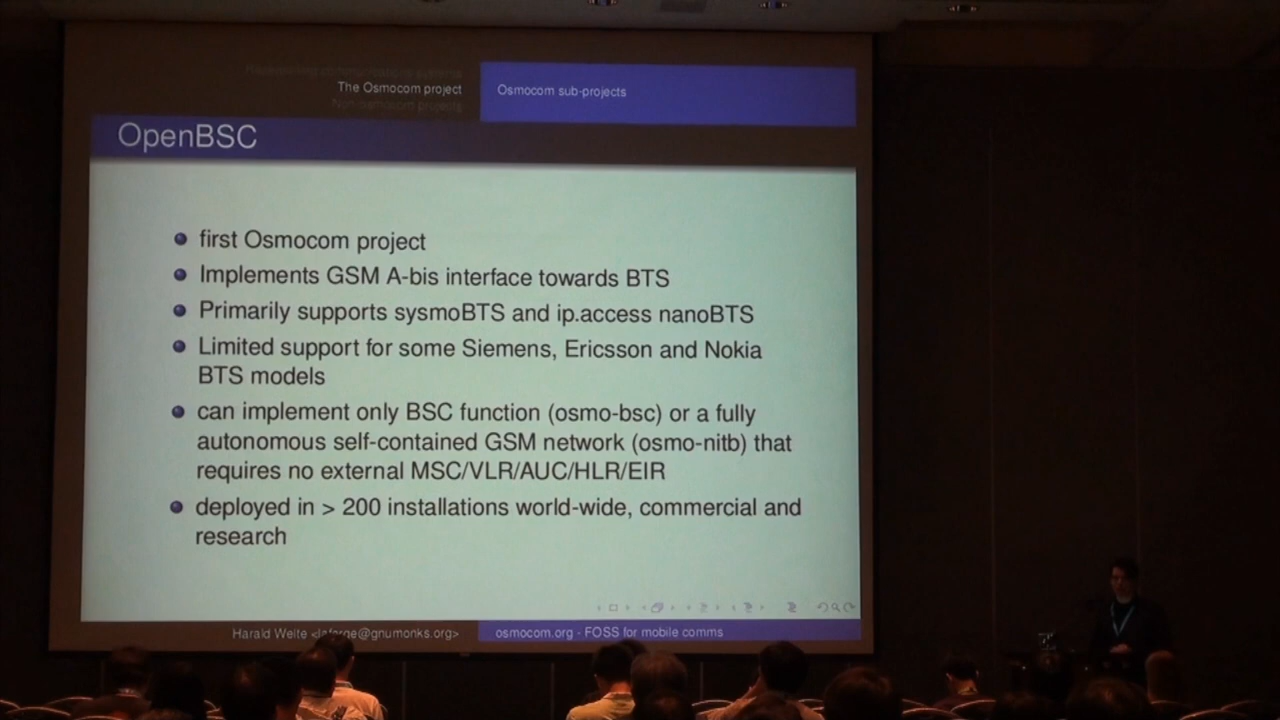 The Osmocom project
Osmocom sub-projects
OpenBSC
first Osmocom project
Implements GSM A-bis interface towards BTS
Primarily supports sysmoBTS and ip.access nanoBTS
Limited support for some Siemens, Ericsson and Nokia
BTS models
can implement only BSC function (osmo-bsc) or a fully
autonomous self-contained GSM network (osmo-nitb) that
requires no external MSC/VLR/AUC/HLR/EIR
deployed in > 200 installations world-wide, commercial and
research
Harald Welte <laforge@gnumonks.org>
osmocom.org - FOSS for mobile comms